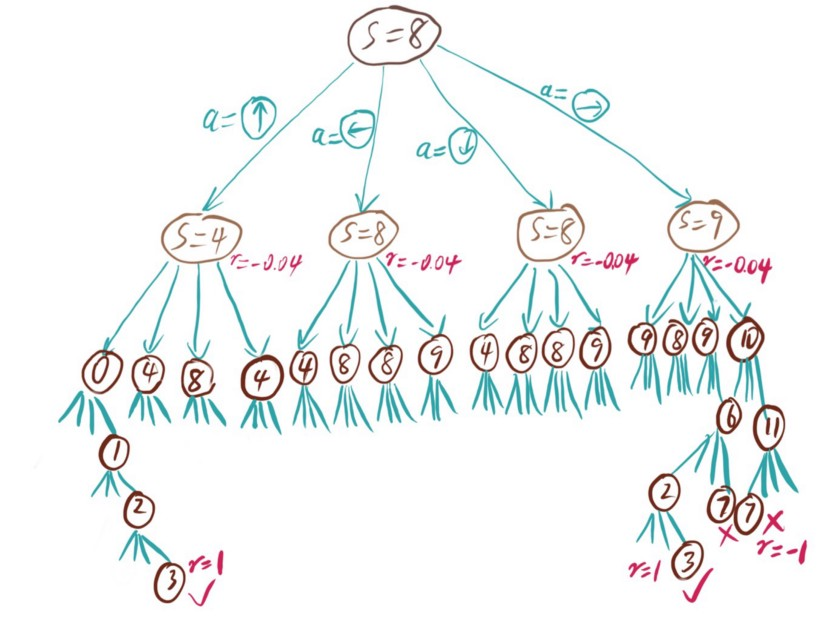 S=8
a=↑
a=←
a=↓
a=→
S=4
r=-0.04
S=8
r=-0.04
S=8
r=-0.04
S=9
r=-0.04
0 4 8 4 4 8 8 9 4 8 8 9 9 8 9 10
1
6 11
2
2 7 7
×
×
r=-1
3
r=1
✓
r=1
3
✓